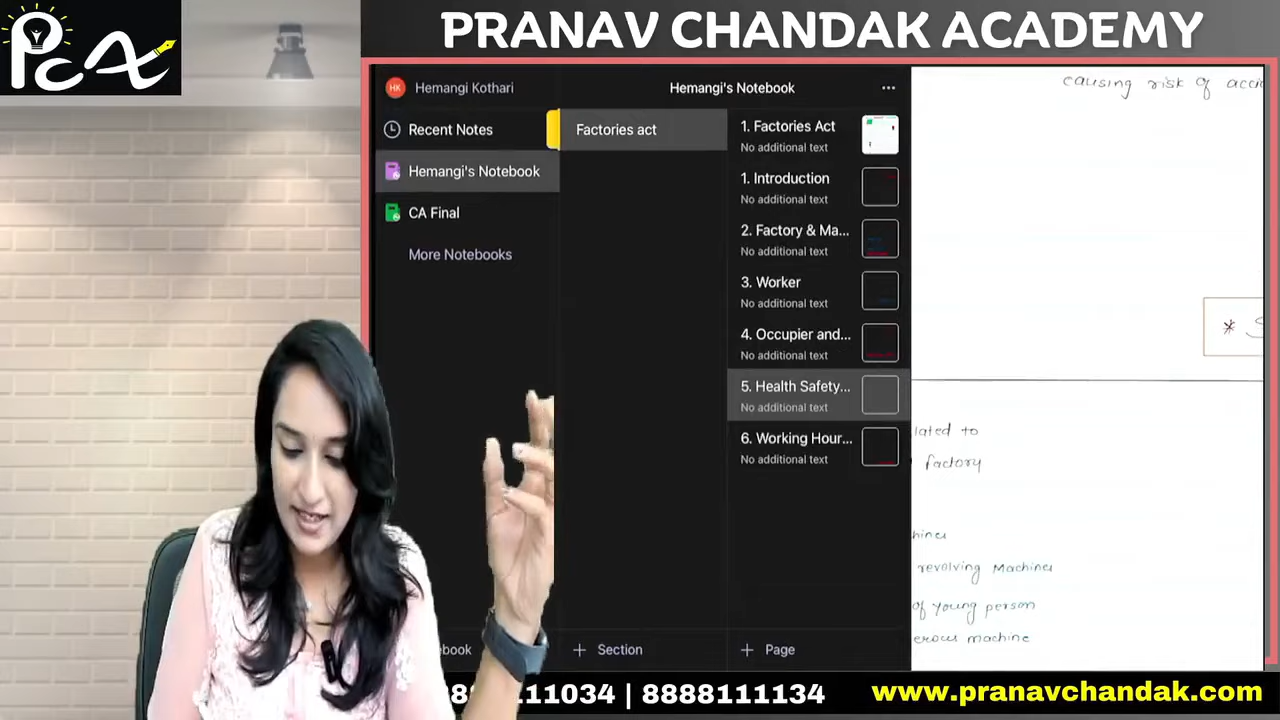 PCA
PRANAV CHANDAK ACADEMY
HK Hemangi Kothari
Recent Notes
Hemangi's Notebook
CA Final
More Notebooks
ebook
Factories act
+ Section
Hemangi's Notebook ...
1. Factories Act
No additional text
1. Introduction
No additional text
2. Factory & Ma...
No additional text
3. Worker
No additional text
4. Occupier and...
No additional text
5. Health Safety...
No additional text
6. Working Hour...
No additional text
+ Page
causing risk of acci
* S
lated to
factory
hines
revolving Machines
of young person
erous machine
111034 | 8888111134
www.pranavchandak.com